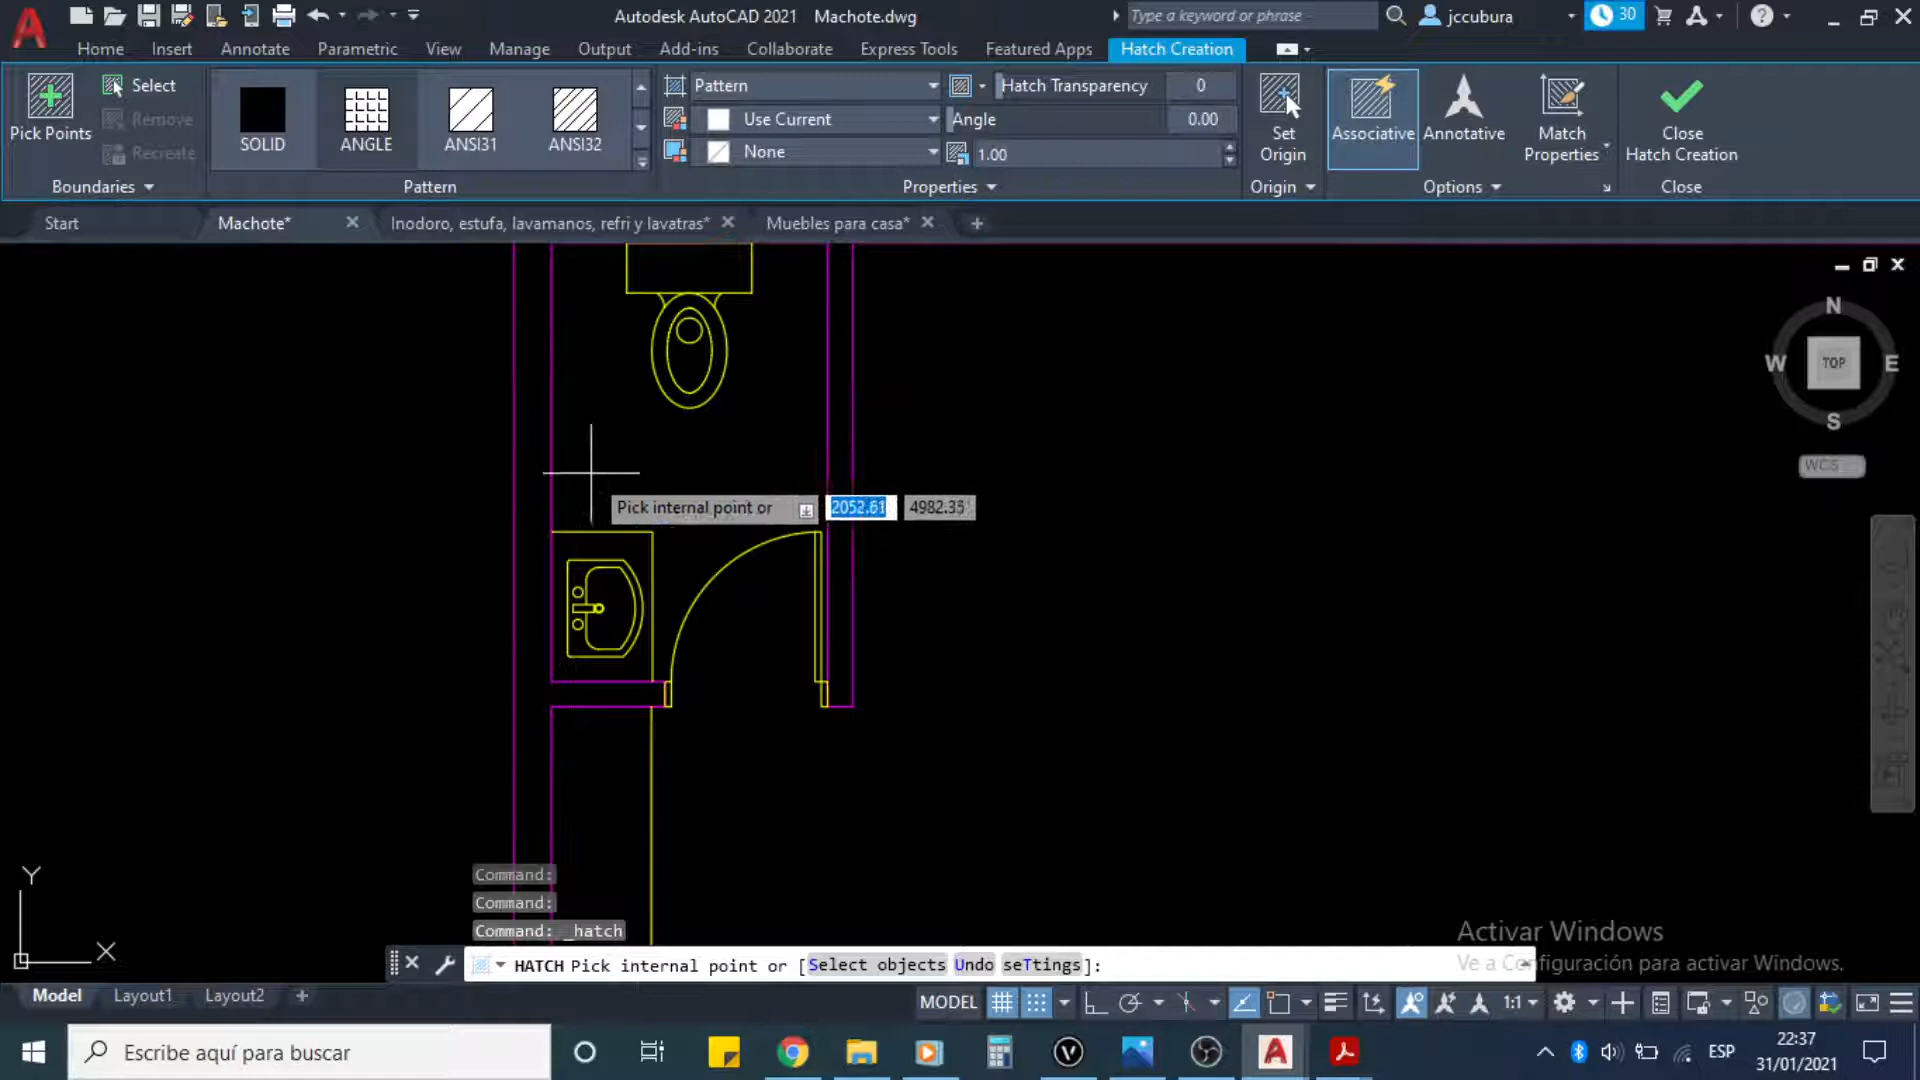 Autodesk AutoCAD 2021 Machote.dwg
Type a keyword or phrase
jccubura
30
Home Insert Annotate Parametric View Manage Output Add-ins Collaborate Express Tools Featured Apps Hatch Creation
Pick Points
Select
Remove
Recreate
Boundaries
SOLID ANGLE ANSI31 ANSI32
Pattern
Pattern
Use Current
None
Hatch Transparency 0
Angle 0.00
1.00
Properties
Set
Origin
Origin
Associative Annotative
Match
Properties
Options
Close
Hatch Creation
Close
Start Machote* Inodoro, estufa, lavamanos, refri y lavatras* Muebles para casa*
N
W TOP E
S
WCS
Pick internal point or 2052.61 4982.35
Y
X
Command:
Command:
Command: _hatch
HATCH Pick internal point or [Select objects Undo seTtings]:
Activar Windows
Ve a Configuración para activar Windows.
Model Layout1 Layout2
MODEL 1:1
Escribe aquí para buscar
ESP
22:37
31/01/2021